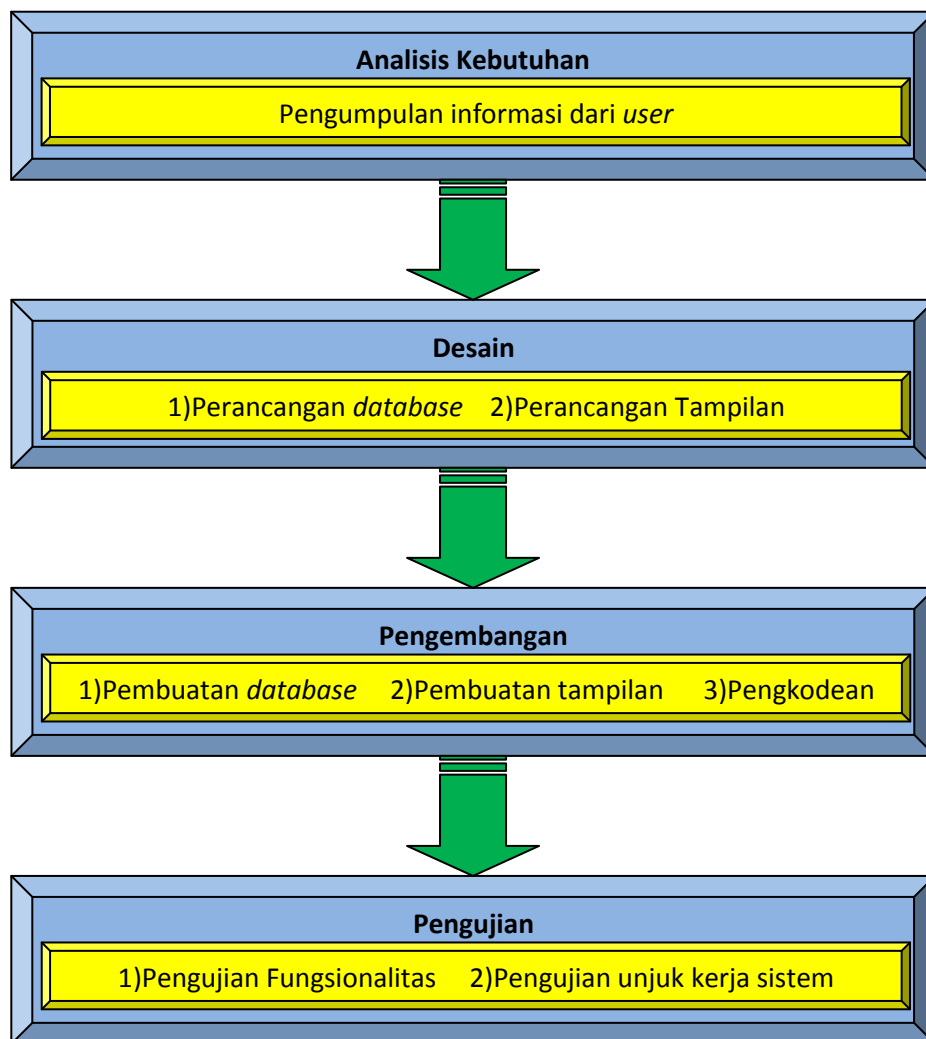 Analisis Kebutuhan
Pengumpulan informasi dari user
Desain
1)Perancangan database 2)Perancangan Tampilan
Pengembangan
1)Pembuatan database 2)Pembuatan tampilan 3)Pengkodean
Pengujian
1)Pengujian Fungsionalitas 2)Pengujian unjuk kerja sistem